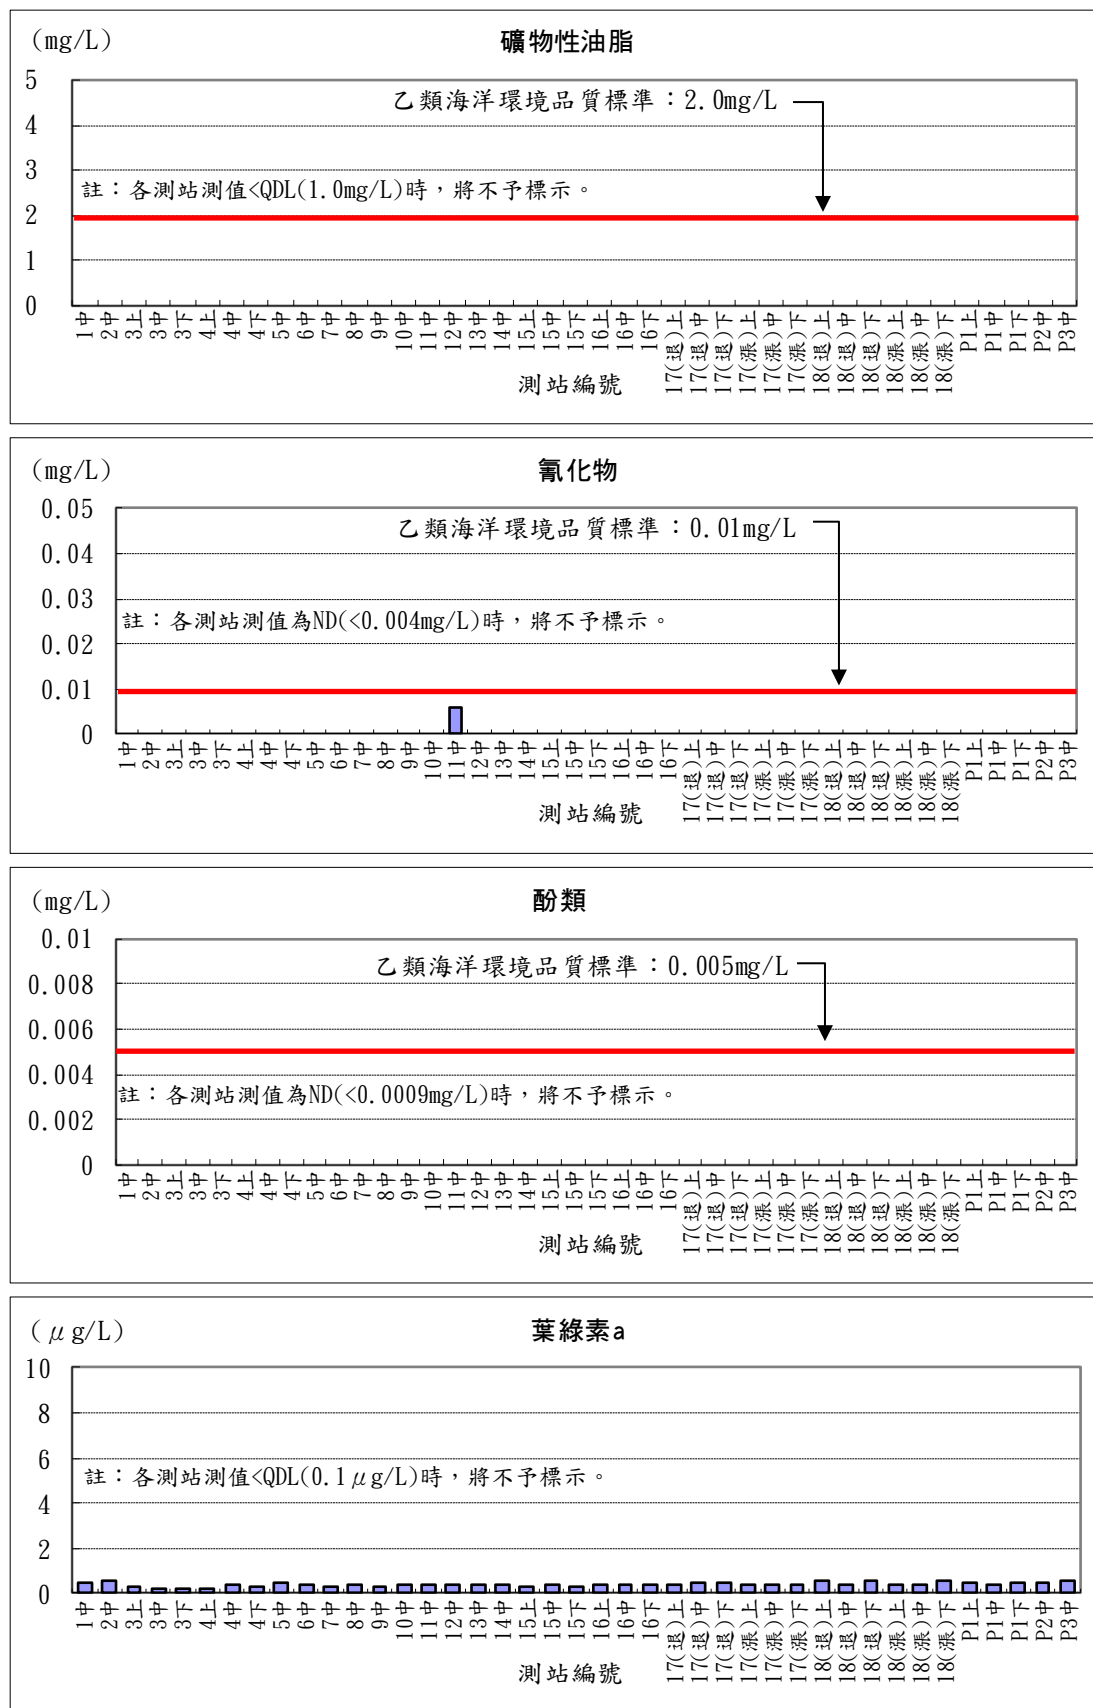 (mg/L)
礦物性油脂
乙類海洋環境品質標準：2.0mg/L
註：各測站測值<QDL(1.0mg/L)時，將不予標示。
5
4
3
2
1
0
1中 2中 3上 3中 3下 4上 4中 4下 5中 6中 7中 8中 9中 10中 11中 12中 13中 14中 15上 15中 15下 16上 16中 16下 17(退)上 17(退)中 17(退)下 17(漲)上 17(漲)中 17(漲)下 18(退)上 18(退)中 18(退)下 18(漲)上 18(漲)中 18(漲)下 P1上 P1中 P1下 P2中 P3中
測站編號
(mg/L)
氰化物
乙類海洋環境品質標準：0.01mg/L
註：各測站測值為ND(<0.004mg/L)時，將不予標示。
0.05
0.04
0.03
0.02
0.01
0
1中 2中 3上 3中 3下 4上 4中 4下 5中 6中 7中 8中 9中 10中 11中 12中 13中 14中 15上 15中 15下 16上 16中 16下 17(退)上 17(退)中 17(退)下 17(漲)上 17(漲)中 17(漲)下 18(退)上 18(退)中 18(退)下 18(漲)上 18(漲)中 18(漲)下 P1上 P1中 P1下 P2中 P3中
測站編號
(mg/L)
酚類
乙類海洋環境品質標準：0.005mg/L
註：各測站測值為ND(<0.0009mg/L)時，將不予標示。
0.01
0.008
0.006
0.004
0.002
0
1中 2中 3上 3中 3下 4上 4中 4下 5中 6中 7中 8中 9中 10中 11中 12中 13中 14中 15上 15中 15下 16上 16中 16下 17(退)上 17(退)中 17(退)下 17(漲)上 17(漲)中 17(漲)下 18(退)上 18(退)中 18(退)下 18(漲)上 18(漲)中 18(漲)下 P1上 P1中 P1下 P2中 P3中
測站編號
(μg/L)
葉綠素a
註：各測站測值<QDL(0.1μg/L)時，將不予標示。
10
8
6
4
2
0
1中 2中 3上 3中 3下 4上 4中 4下 5中 6中 7中 8中 9中 10中 11中 12中 13中 14中 15上 15中 15下 16上 16中 16下 17(退)上 17(退)中 17(退)下 17(漲)上 17(漲)中 17(漲)下 18(退)上 18(退)中 18(退)下 18(漲)上 18(漲)中 18(漲)下 P1上 P1中 P1下 P2中 P3中
測站編號